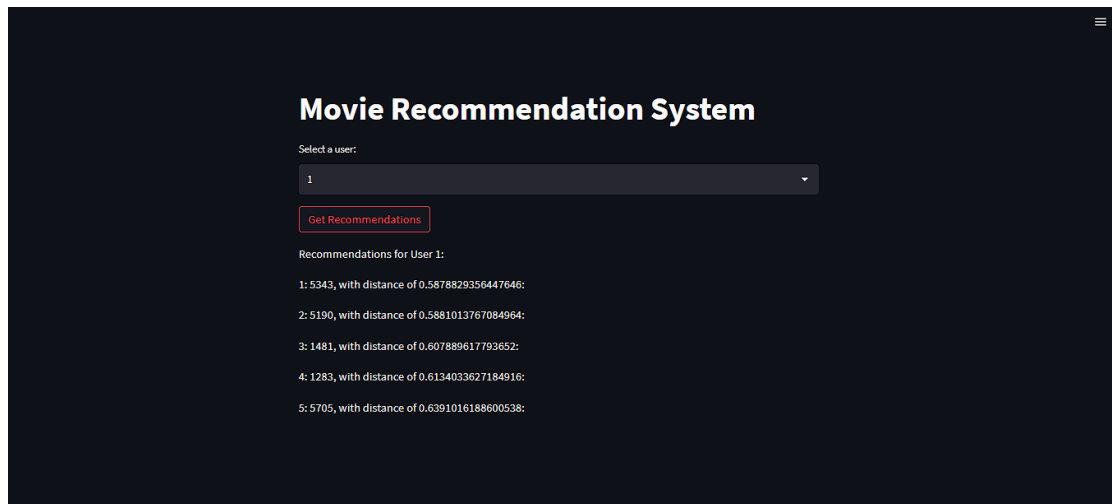 Movie Recommendation System
Select a user:
1
Get Recommendations
Recommendations for User 1:
1: 5343, with distance of 0.5878829356447646:
2: 5190, with distance of 0.5881013767084964:
3: 1481, with distance of 0.607889617793652:
4: 1283, with distance of 0.6134033627184916:
5: 5705, with distance of 0.6391016188600538: